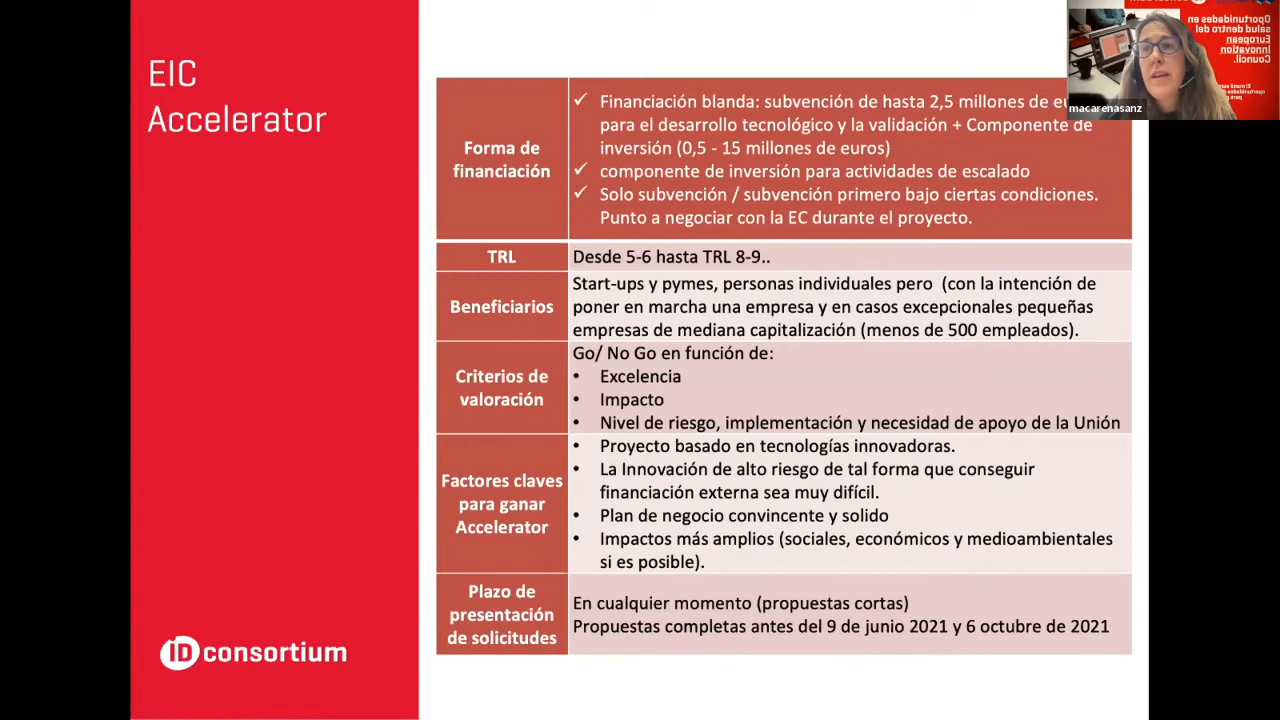 EIC
Accelerator
Forma de
financiación
✓ Financiación blanda: subvención de hasta 2,5 millones de
para el desarrollo tecnológico y la validación + Componente de
inversión (0,5 - 15 millones de euros)
✓ componente de inversión para actividades de escalado
✓ Solo subvención / subvención primero bajo ciertas condiciones.
Punto a negociar con la EC durante el proyecto.
TRL
Desde 5-6 hasta TRL 8-9..
Beneficiarios
Start-ups y pymes, personas individuales pero (con la intención de
poner en marcha una empresa y en casos excepcionales pequeñas
empresas de mediana capitalización (menos de 500 empleados).
Criterios de
valoración
Go/ No Go en función de:
• Excelencia
• Impacto
• Nivel de riesgo, implementación y necesidad de apoyo de la Unión
Factores claves
para ganar
Accelerator
• Proyecto basado en tecnologías innovadoras.
• La Innovación de alto riesgo de tal forma que conseguir
financiación externa sea muy difícil.
• Plan de negocio convincente y solido
• Impactos más amplios (sociales, económicos y medioambientales
si es posible).
Plazo de
presentación
de solicitudes
En cualquier momento (propuestas cortas)
Propuestas completas antes del 9 de junio 2021 y 6 octubre de 2021
ID consortium
Oportunidades en
salud dentro del
European
Innovation
Council.
macarenasanz